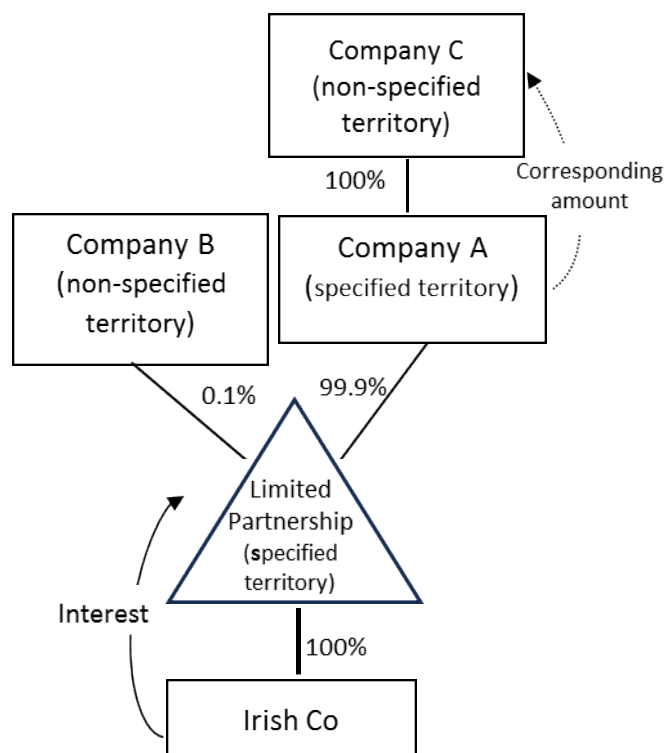 Company C
(non-specified
territory)
100%
Corresponding
amount
Company B
(non-specified
territory)
Company A
(specified territory)
0.1%
99.9%
Limited
Partnership
(specified
territory)
Interest
100%
Irish Co